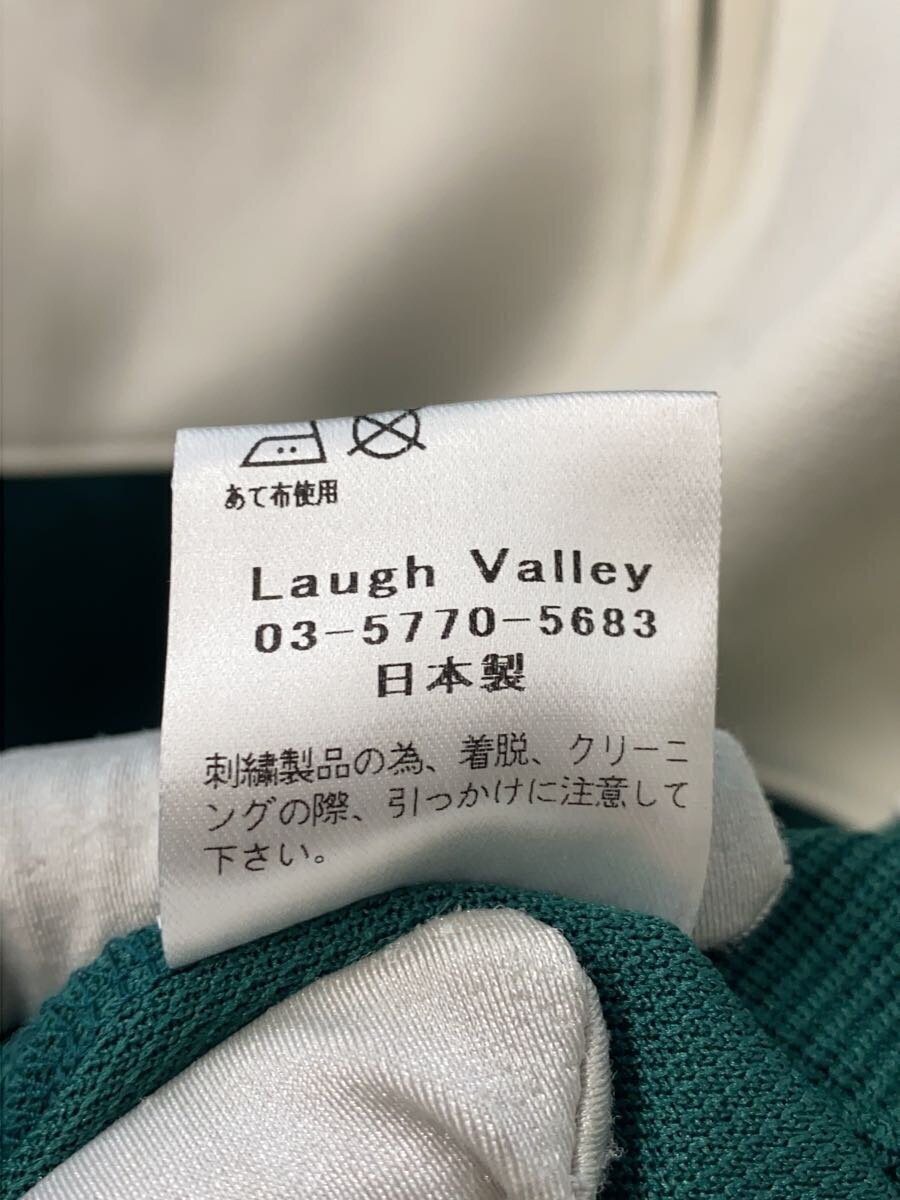 あて布使用
Laugh Valley
03-5770-5683
日本製
刺繍製品の為、着脱、クリーニ
ングの際、引っかけに注意して
下さい。